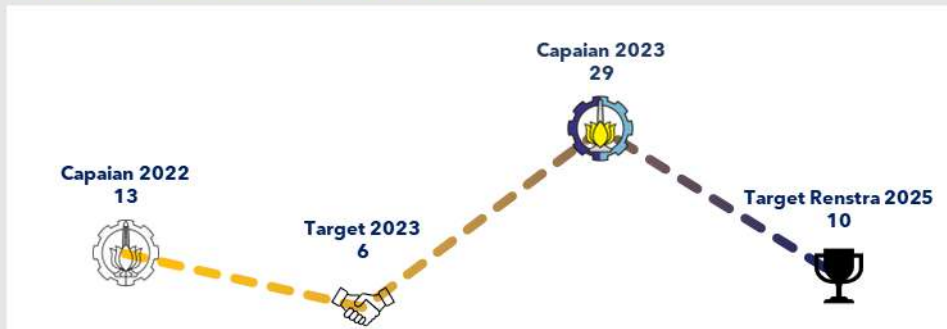 Capaian 2022
13
Target 2023
6
Capaian 2023
29
Target Renstra 2025
10